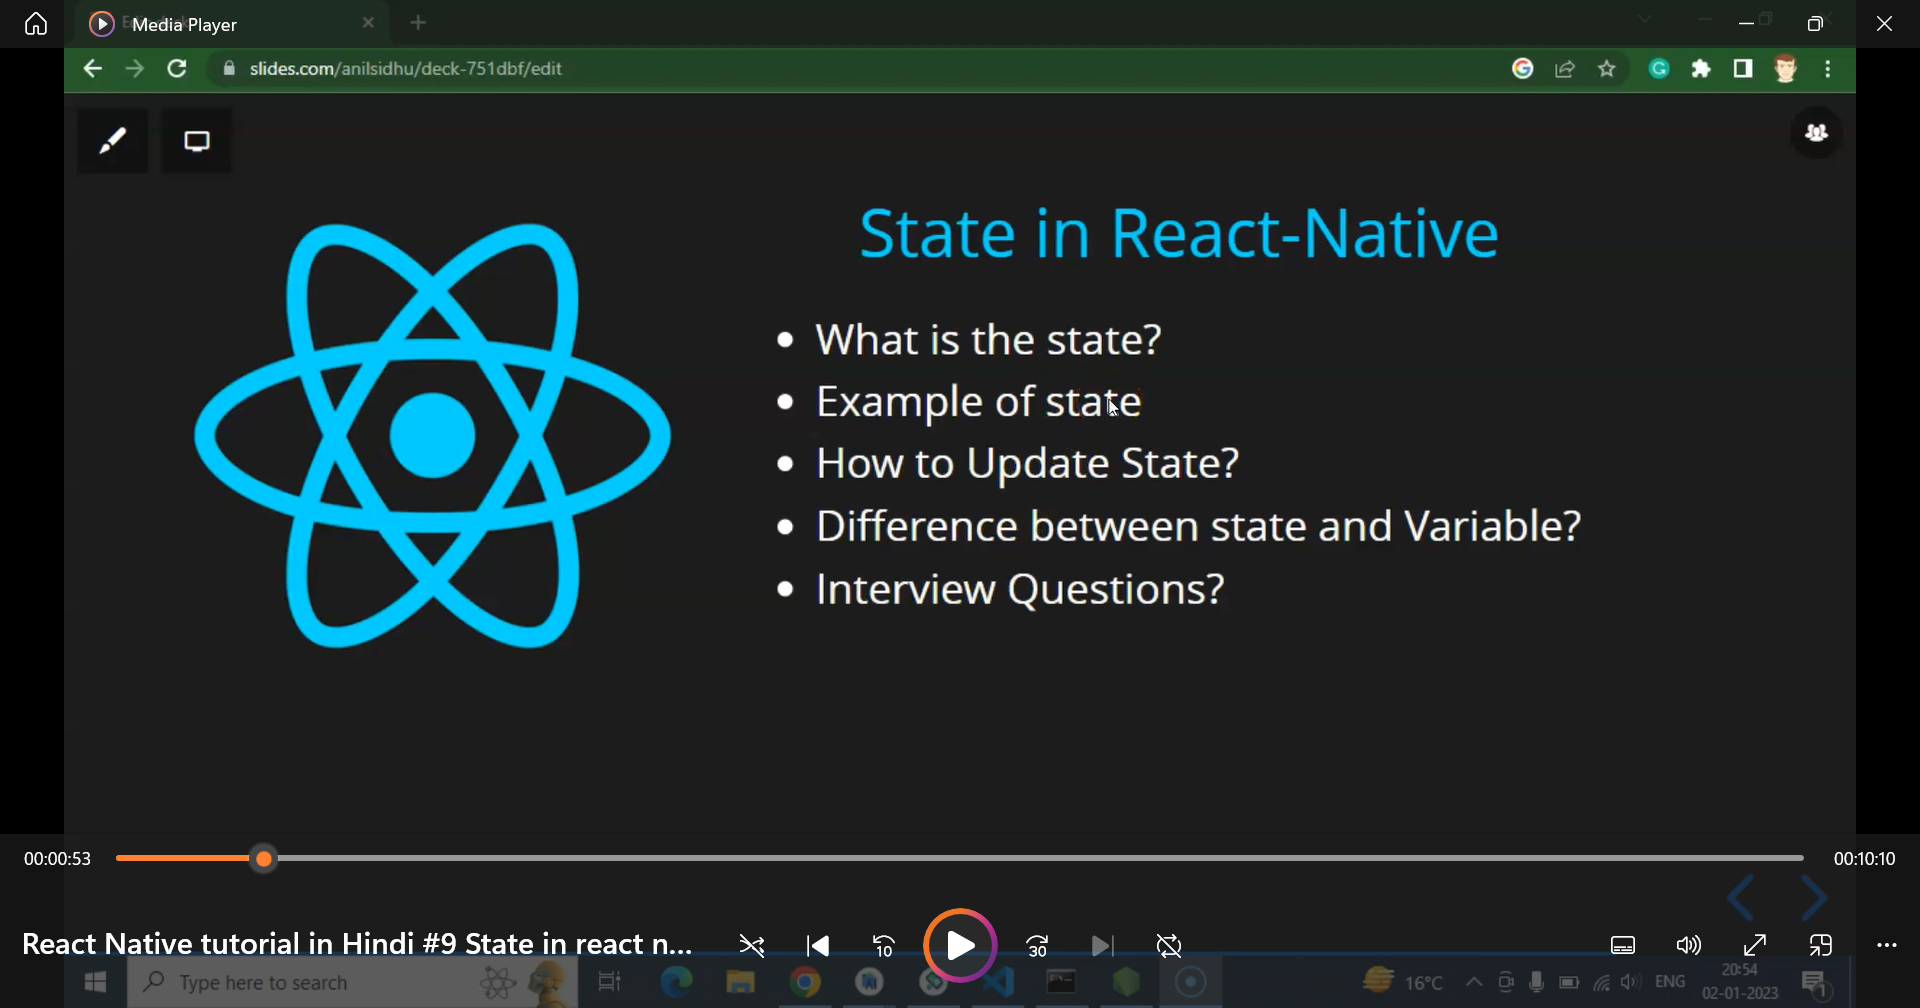 Media Player
slides.com/anilsidhu/deck-751dbf/edit
State in React-Native
What is the state?
Example of state
How to Update State?
Difference between state and Variable?
Interview Questions?
00:00:53
00:10:10
React Native tutorial in Hindi #9 State in react n...
10
30
Type here to search
16°C
ENG
20:54
02-01-2023
1